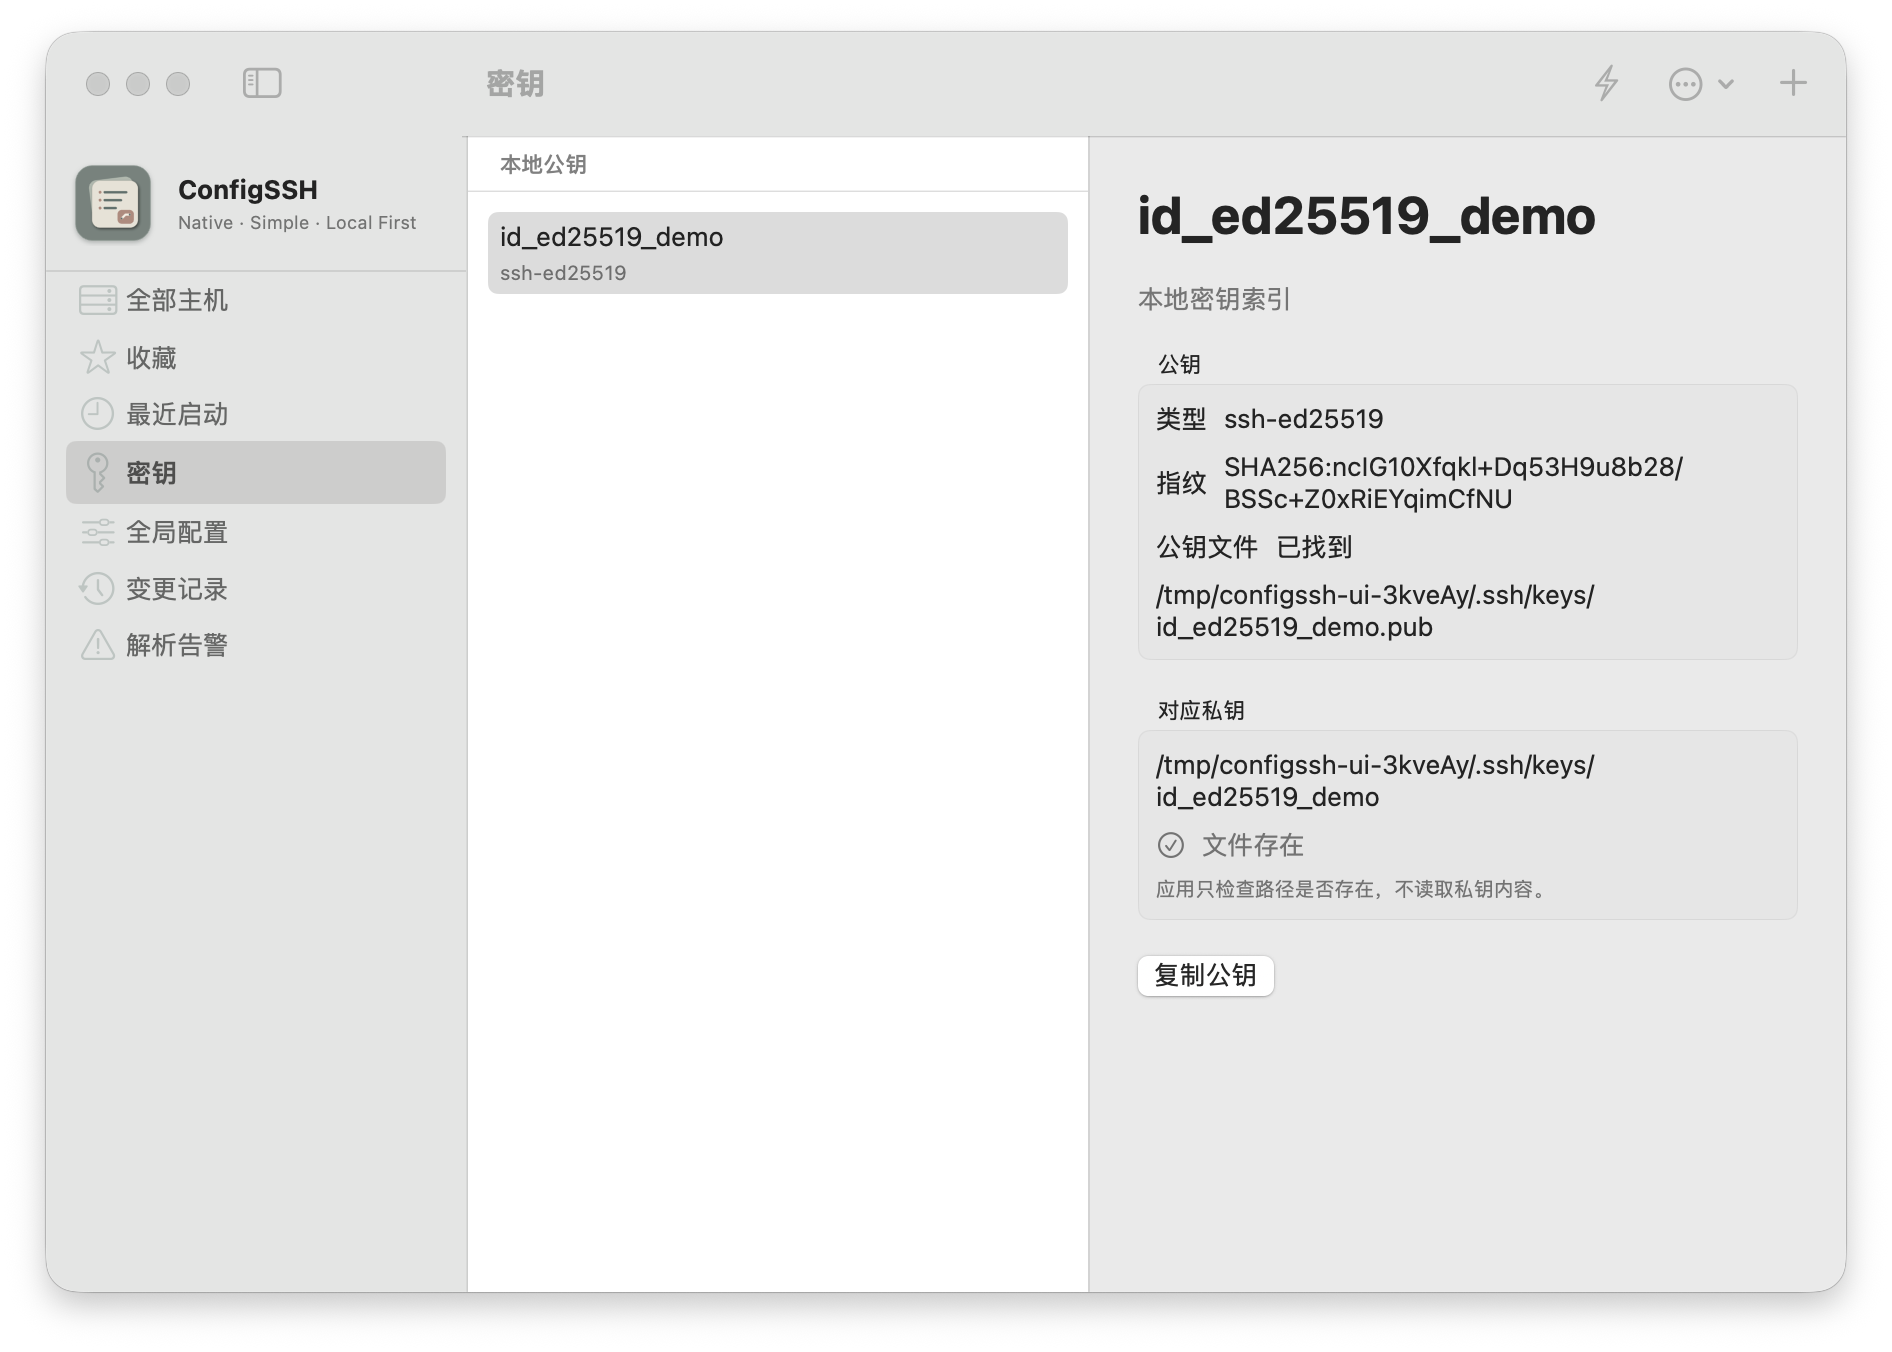 密钥
ConfigSSH
Native · Simple · Local First
全部主机
收藏
最近启动
密钥
全局配置
变更记录
解析告警
本地公钥
id_ed25519_demo
ssh-ed25519
id_ed25519_demo
本地密钥索引
公钥
类型 ssh-ed25519
指纹 SHA256:ncIG10Xfqkl+Dq53H9u8b28/
BSSc+Z0xRiEYqimCfNU
公钥文件 已找到
/tmp/configssh-ui-3kveAy/.ssh/keys/
id_ed25519_demo.pub
对应私钥
/tmp/configssh-ui-3kveAy/.ssh/keys/
id_ed25519_demo
文件存在
应用只检查路径是否存在，不读取私钥内容。
复制公钥